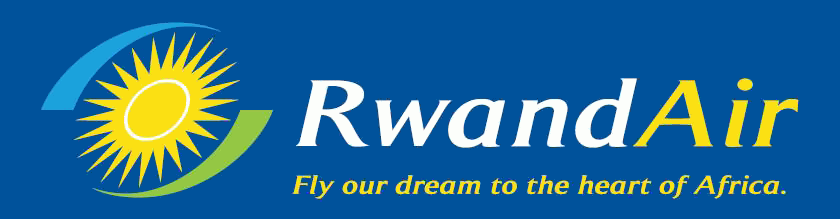 RwandAir
Fly our dream to the heart of Africa.